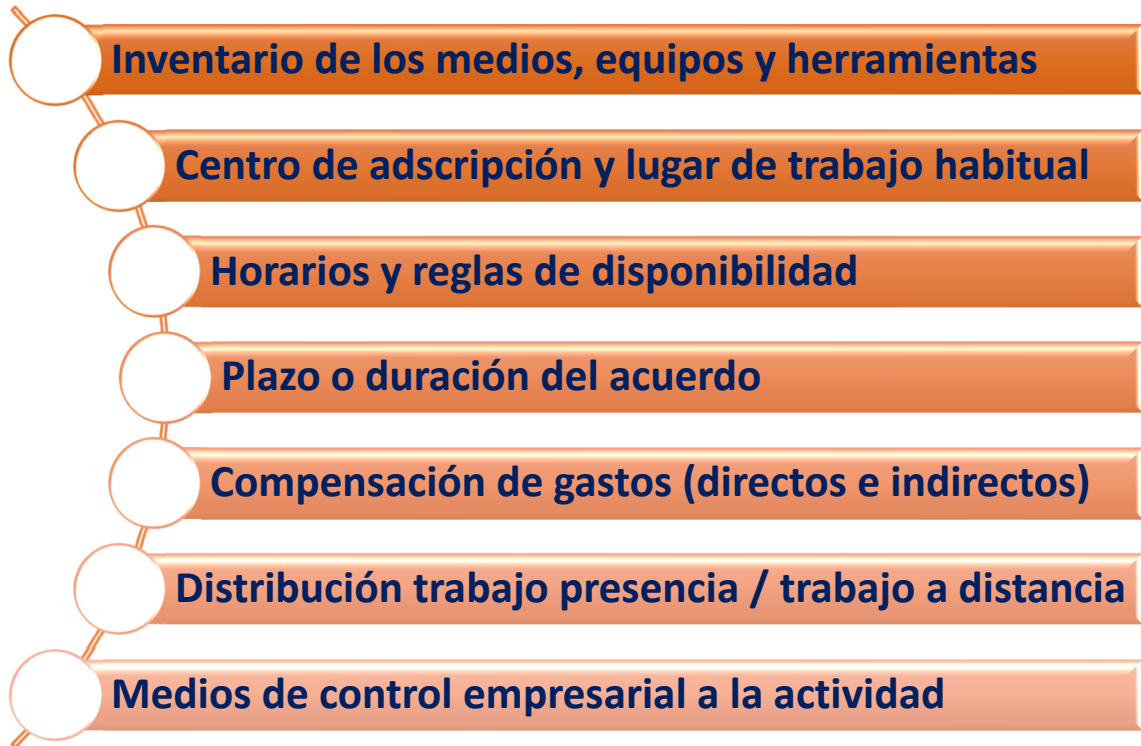 Inventario de los medios, equipos y herramientas
Centro de adscripción y lugar de trabajo habitual
Horarios y reglas de disponibilidad
Plazo o duración del acuerdo
Compensación de gastos (directos e indirectos)
Distribución trabajo presencia / trabajo a distancia
Medios de control empresarial a la actividad